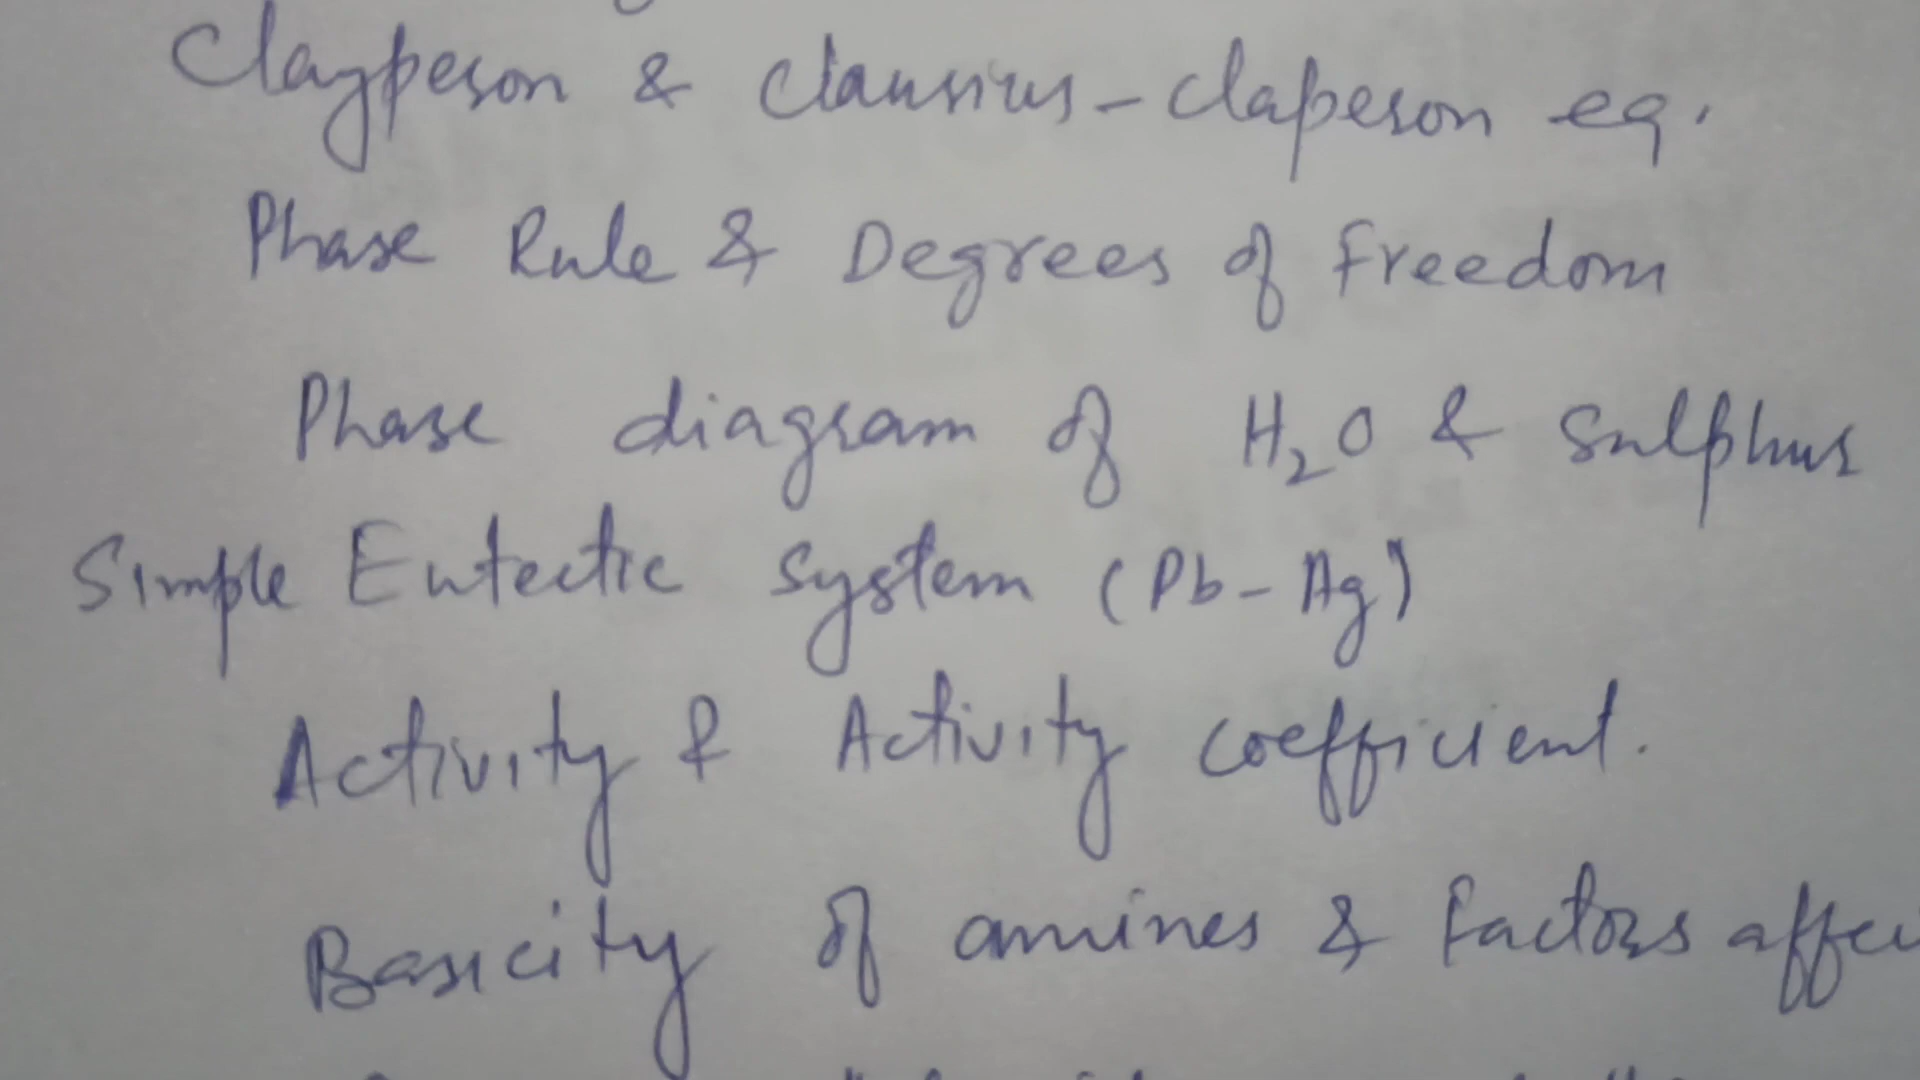 Claypeson & Clausius-Claperson eq.
Phase Rule & Degrees of Freedom
Phase diagram of H₂O & Sulphur
Simple Eutectic System (Pb-Ag)
Activity & Activity coefficient.
Basicity of amines & factors